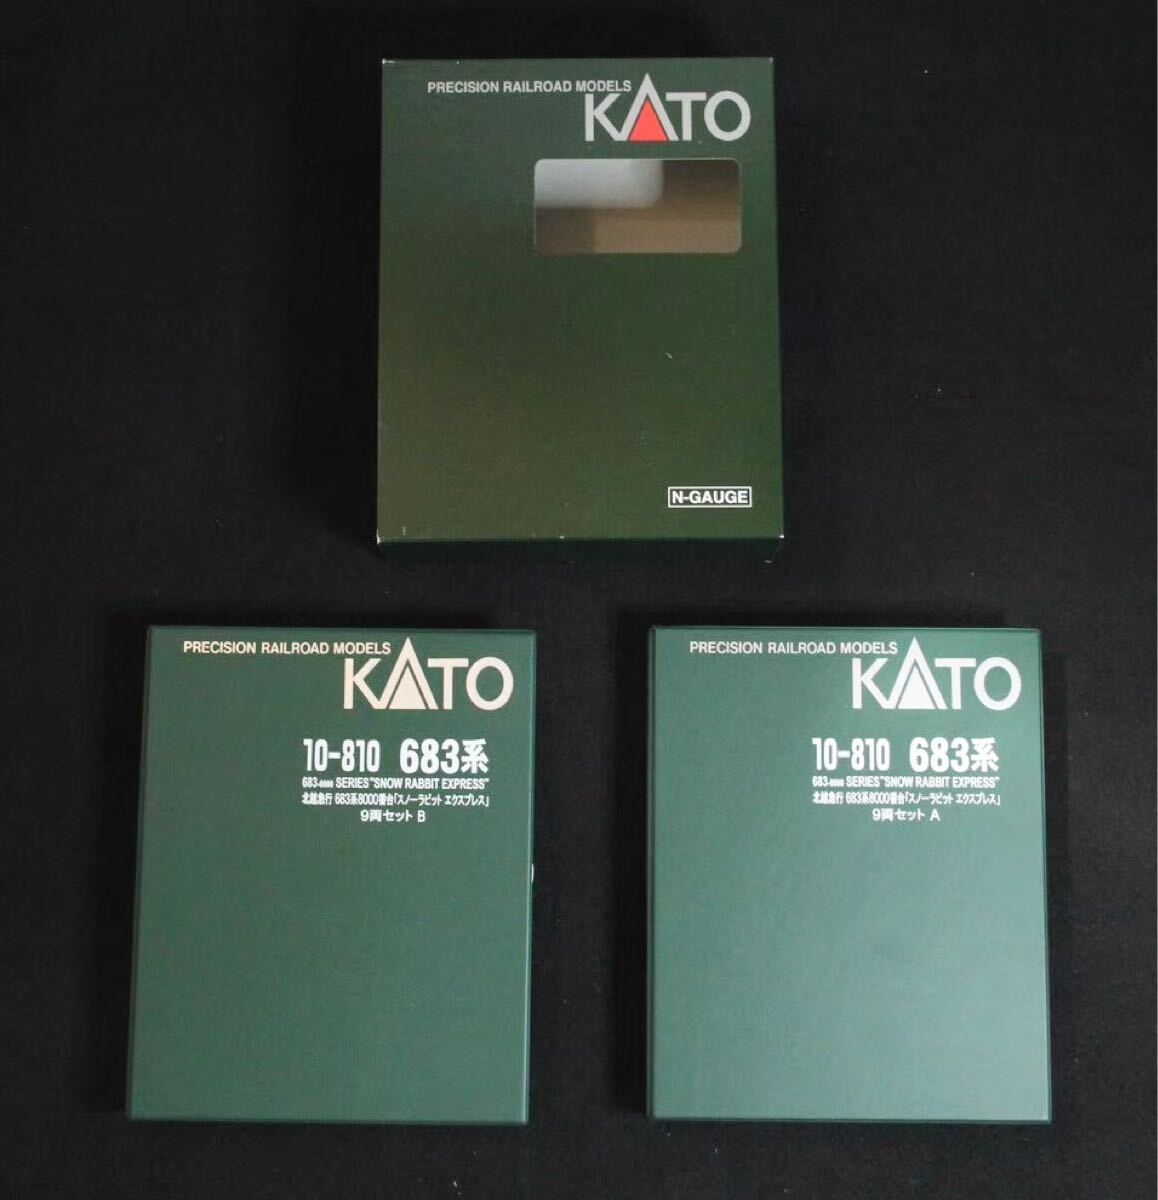 PRECISION RAILROAD MODELS
KATO
N-GAUGE
PRECISION RAILROAD MODELS
KATO
10-810 683系
683-8000 SERIES"SNOW RABBIT EXPRESS"
北越急行 683系8000番台「スノーラビット エクスプレス」
9両セット B
PRECISION RAILROAD MODELS
KATO
10-810 683系
683-8000 SERIES"SNOW RABBIT EXPRESS"
北越急行 683系8000番台「スノーラビット エクスプレス」
9両セット A